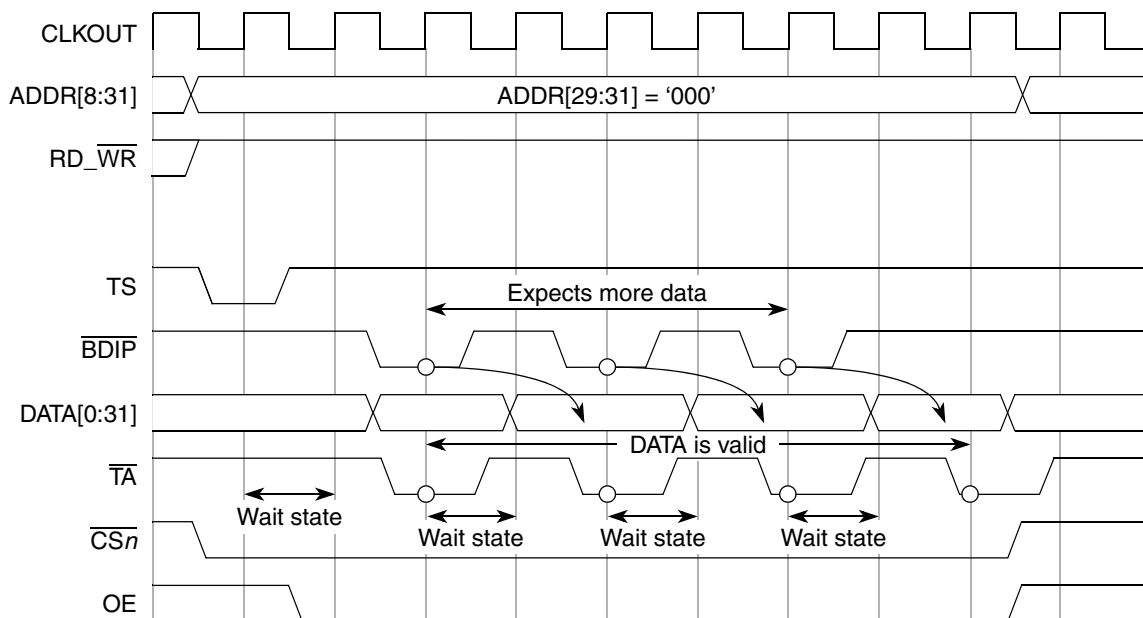 CLKOUT
ADDR[8:31]
ADDR[29:31] = ‘000’
RD_WR
TS
Expects more data
BDIP
DATA[0:31]
DATA is valid
TA
Wait state
Wait state
Wait state
Wait state
CSn
OE